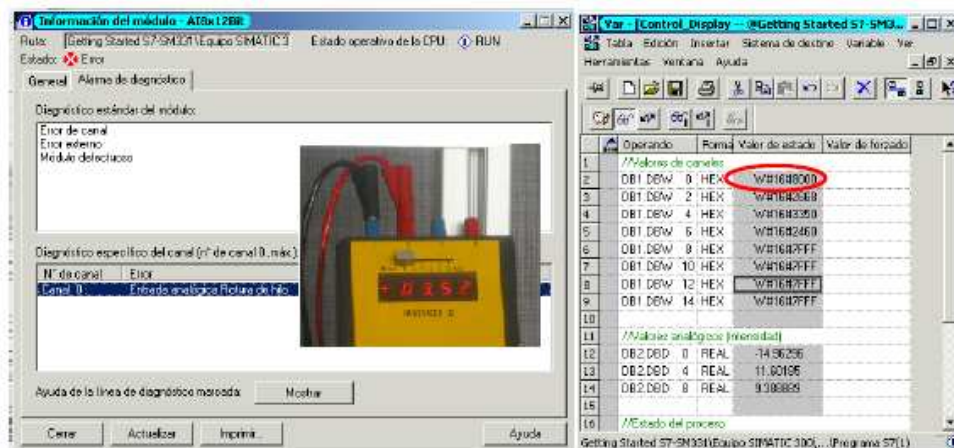 Información del módulo - AI8x12Bit
Ruta: Getting Started S7-SM331\Equipo SIMATIC 3 Estado operativo de la CPU: RUN
Estado: Error
General Alarma de diagnóstico
Diagnóstico estándar del módulo:
Error de canal
Error externo
Módulo defectuoso
Diagnóstico específico del canal (n° de canal 0, máx.)
N° de canal Error
Canal 0: Entrada analógica Rotura de hilo
Ayuda de la línea de diagnóstico marcada: Mostrar
Cerrar Actualizar Imprimir... Ayuda
Var - [Control_Display -- @Getting Started S7-SM3...
Tabla Edición Insertar Sistema de destino Variable Ver
Herramientas Ventana Ayuda
Operando Forma Valor de estado Valor de forzado
1 //Valores de canales
2 DB1.DBW 0 HEX W#16#8000
3 DB1.DBW 2 HEX
4 DB1.DBW 4 HEX W#16#3350
5 DB1.DBW 6 HEX W#16#2460
6 DB1.DBW 8 HEX W#16#7FFF
7 DB1.DBW 10 HEX W#16#7FFF
8 DB1.DBW 12 HEX W#16#7FFF
9 DB1.DBW 14 HEX W#16#7FFF
10
11 //Valores analógicos (intensidad)
12 DB2.DBD 0 REAL -14.96296
13 DB2.DBD 4 REAL 11.60185
14 DB2.DBD 8 REAL 9.388889
15
16 //Estado del proceso
Getting Started S7-SM331\Equipo SIMATIC 300\...\Programa S7(1)